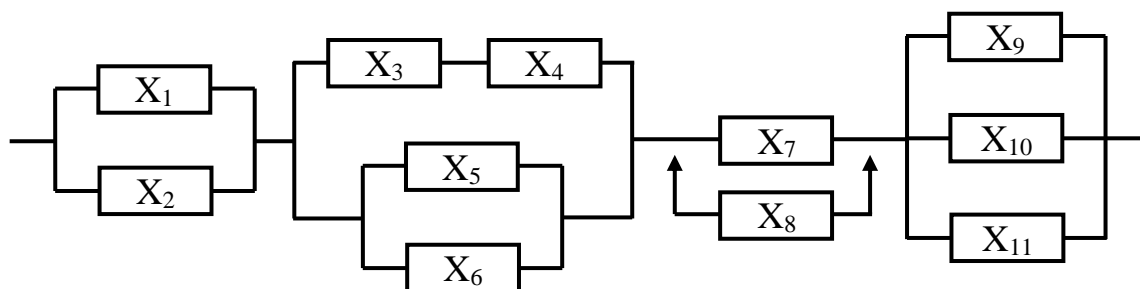 X₁
X₂
X₃
X₄
X₅
X₆
X₇
X₈
X₉
X₁₀
X₁₁